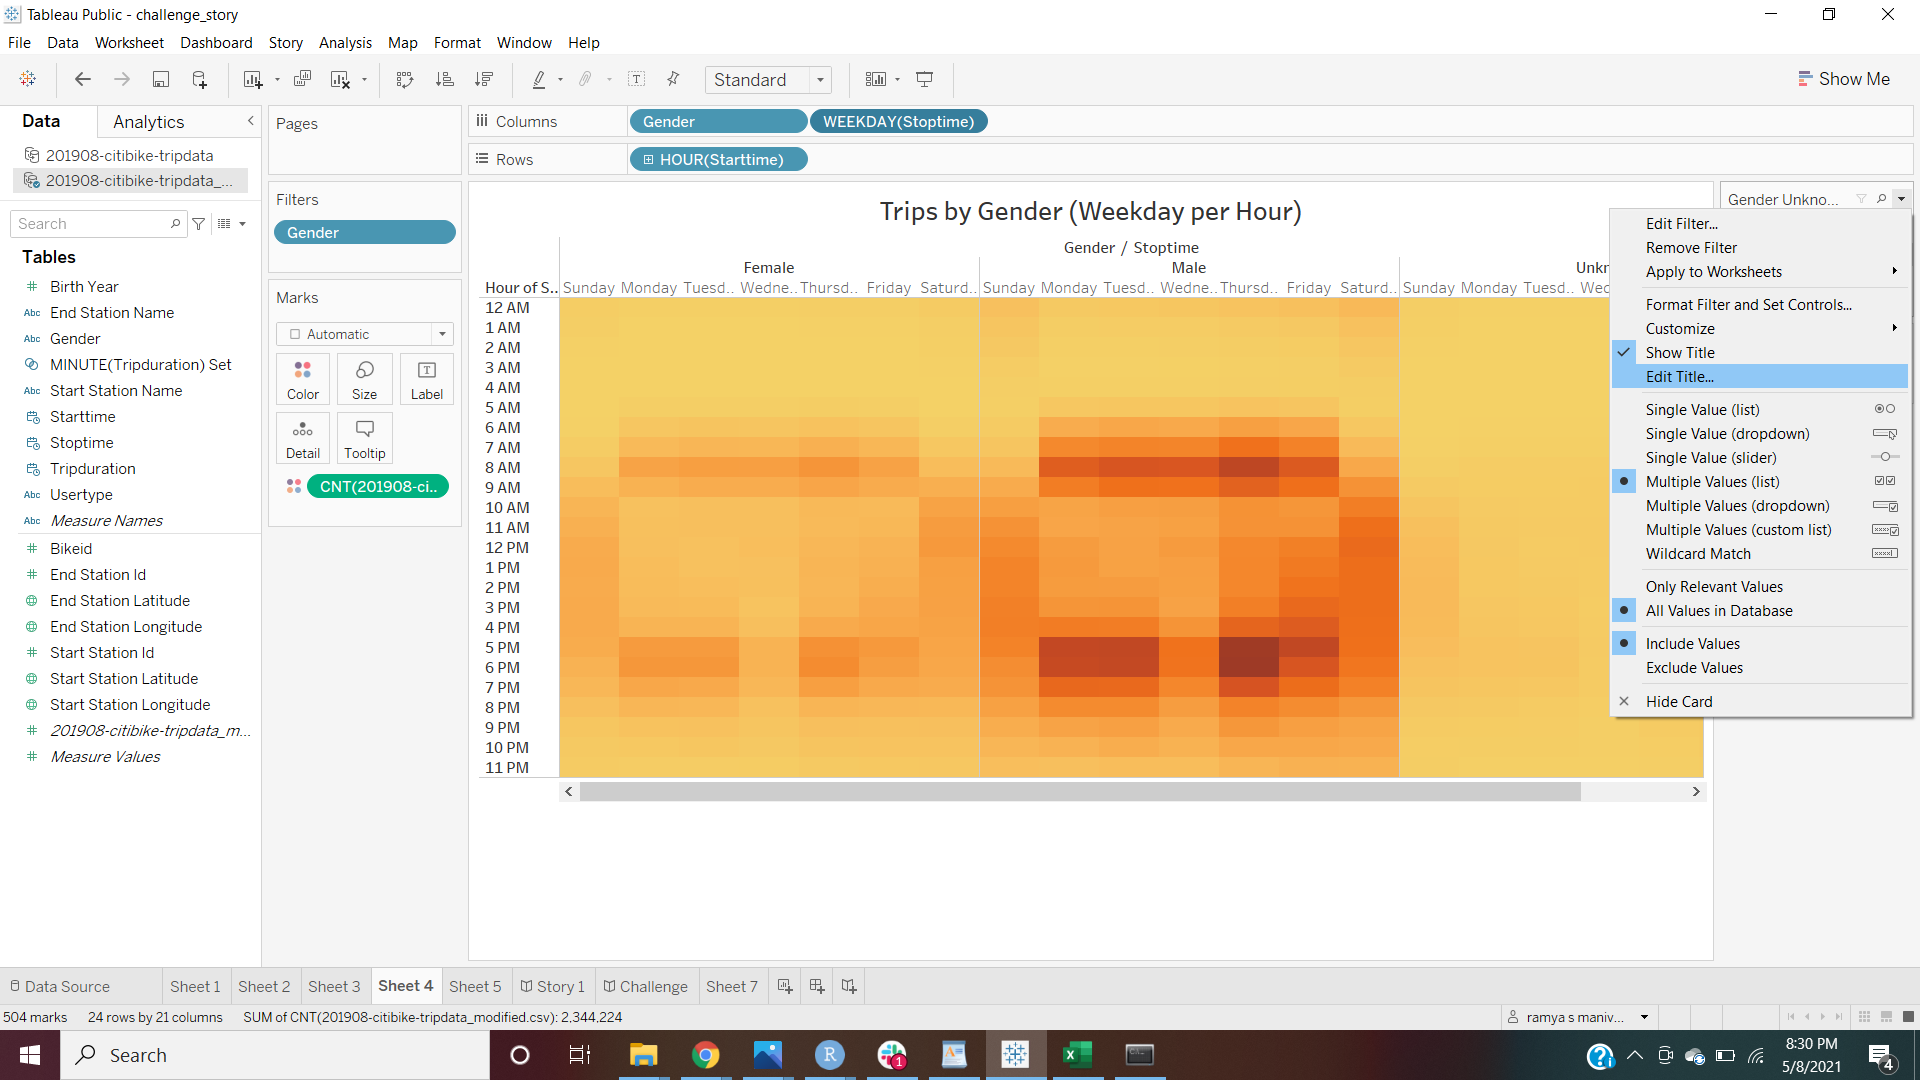 Tableau Public - challenge_story
File Data Worksheet Dashboard Story Analysis Map Format Window Help
Standard
Show Me
Data Analytics
201908-citibike-tripdata
201908-citibike-tripdata_...
Search
Tables
Birth Year
Abc End Station Name
Abc Gender
MINUTE(Tripduration) Set
Abc Start Station Name
Starttime
Stoptime
Tripduration
Abc Usertype
Abc Measure Names
Bikeid
End Station Id
End Station Latitude
End Station Longitude
Start Station Id
Start Station Latitude
Start Station Longitude
201908-citibike-tripdata_m...
Measure Values
Pages
Filters
Gender
Marks
Automatic
Color Size Label
Detail Tooltip
CNT(201908-ci..
Columns Gender WEEKDAY(Stoptime)
Rows HOUR(Starttime)
Trips by Gender (Weekday per Hour)
Gender / Stoptime
Female Male Unkn
Hour of S.. Sunday Monday Tuesd.. Wedne.. Thursd.. Friday Saturd.. Sunday Monday Tuesd.. Wedne.. Thursd.. Friday Saturd.. Sunday Monday Tuesd.. Wed
12 AM
1 AM
2 AM
3 AM
4 AM
5 AM
6 AM
7 AM
8 AM
9 AM
10 AM
11 AM
12 PM
1 PM
2 PM
3 PM
4 PM
5 PM
6 PM
7 PM
8 PM
9 PM
10 PM
11 PM
Gender Unkno...
Edit Filter...
Remove Filter
Apply to Worksheets
Format Filter and Set Controls...
Customize
Show Title
Edit Title...
Single Value (list)
Single Value (dropdown)
Single Value (slider)
Multiple Values (list)
Multiple Values (dropdown)
Multiple Values (custom list)
Wildcard Match
Only Relevant Values
All Values in Database
Include Values
Exclude Values
Hide Card
Data Source Sheet 1 Sheet 2 Sheet 3 Sheet 4 Sheet 5 Story 1 Challenge Sheet 7
504 marks 24 rows by 21 columns SUM of CNT(201908-citibike-tripdata_modified.csv): 2,344,224
ramya s maniv...
Search
8:30 PM
5/8/2021